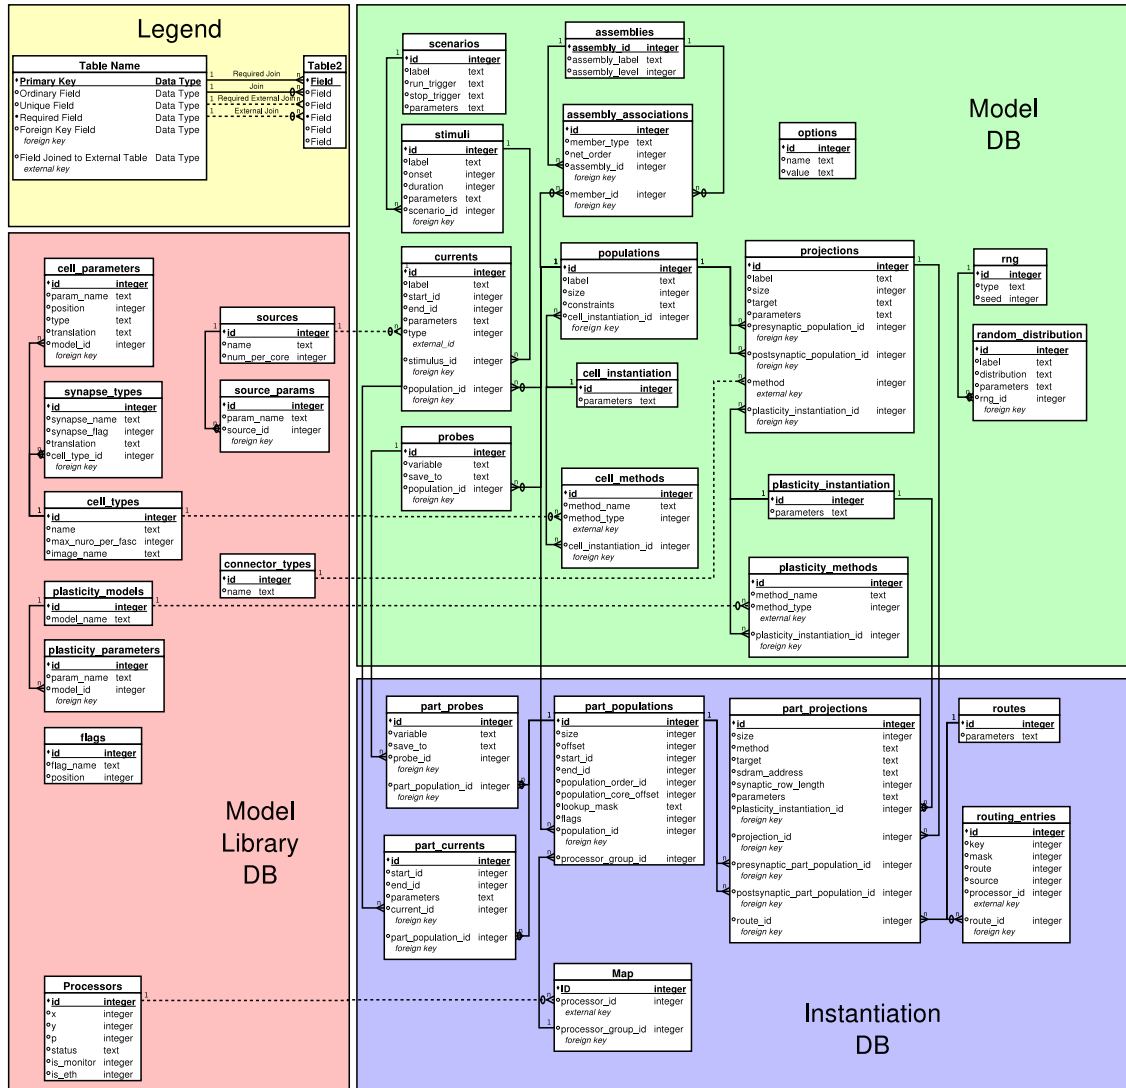 Legend
Table Name
Primary Key Data Type
Ordinary Field Data Type
Unique Field Data Type
Required Field Data Type
Foreign Key Field Data Type
foreign key
Field Joined to External Table Data Type
external key
1 Required Join n
1 Join n
1 Required External Join n
1 External Join n
Table2
Field
Field
Field
Field
Field
Field
Model
Library
DB
cell_parameters
id integer
param_name text
position integer
type text
translation text
model_id integer
foreign key
synapse_types
id integer
synapse_name text
synapse_flag integer
translation text
cell_type_id integer
foreign key
cell_types
id integer
name text
max_nuro_per_fasc integer
image_name text
plasticity_models
id integer
model_name text
plasticity_parameters
id integer
param_name text
model_id integer
foreign key
flags
id integer
flag_name text
position integer
Processors
id integer
x integer
y integer
p integer
status text
is_monitor integer
is_eth integer
sources
id integer
name text
num_per_core integer
source_params
id integer
param_name text
source_id integer
foreign key
connector_types
id integer
name text
Model
DB
scenarios
id integer
label text
run_trigger text
stop_trigger text
parameters text
stimuli
id integer
label text
onset integer
duration integer
parameters text
scenario_id integer
foreign key
currents
id integer
label text
start_id integer
end_id integer
parameters text
type integer
external_id
stimulus_id integer
foreign key
population_id integer
foreign key
probes
id integer
variable text
save_to text
population_id integer
foreign key
assemblies
assembly_id integer
assembly_label text
assembly_level integer
assembly_associations
id integer
member_type text
net_order integer
assembly_id integer
foreign key
member_id integer
foreign key
populations
id integer
label text
size integer
constraints text
cell_instantiation_id integer
foreign key
cell_instantiation
id integer
parameters text
cell_methods
id integer
method_name text
method_type integer
external key
cell_instantiation_id integer
foreign key
options
id integer
name text
value text
projections
id integer
label text
size integer
target text
parameters text
presynaptic_population_id integer
foreign key
postsynaptic_population_id integer
foreign key
method integer
external key
plasticity_instantiation_id integer
foreign key
plasticity_instantiation
id integer
parameters text
plasticity_methods
id integer
method_name text
method_type integer
external key
plasticity_instantiation_id integer
foreign key
rng
id integer
type text
seed integer
random_distribution
id integer
label text
distribution text
parameters text
rng_id integer
foreign key
Instantiation
DB
part_probes
id integer
variable text
save_to text
probe_id integer
foreign key
part_population_id integer
foreign key
part_currents
id integer
start_id integer
end_id integer
parameters text
current_id integer
foreign key
part_population_id integer
foreign key
part_populations
id integer
size integer
offset integer
start_id integer
end_id integer
population_order_id integer
population_core_offset integer
lookup_mask text
flags integer
population_id integer
foreign key
processor_group_id integer
Map
ID integer
processor_id integer
external key
processor_group_id integer
foreign key
part_projections
id integer
size integer
method text
target text
sdram_address text
synaptic_row_length integer
parameters text
plasticity_instantiation_id integer
foreign key
projection_id integer
foreign key
presynaptic_part_population_id integer
foreign key
postsynaptic_part_population_id integer
foreign key
route_id integer
foreign key
routes
id integer
parameters text
routing_entries
id integer
key integer
mask integer
route integer
source integer
processor_id integer
external key
route_id integer
foreign key